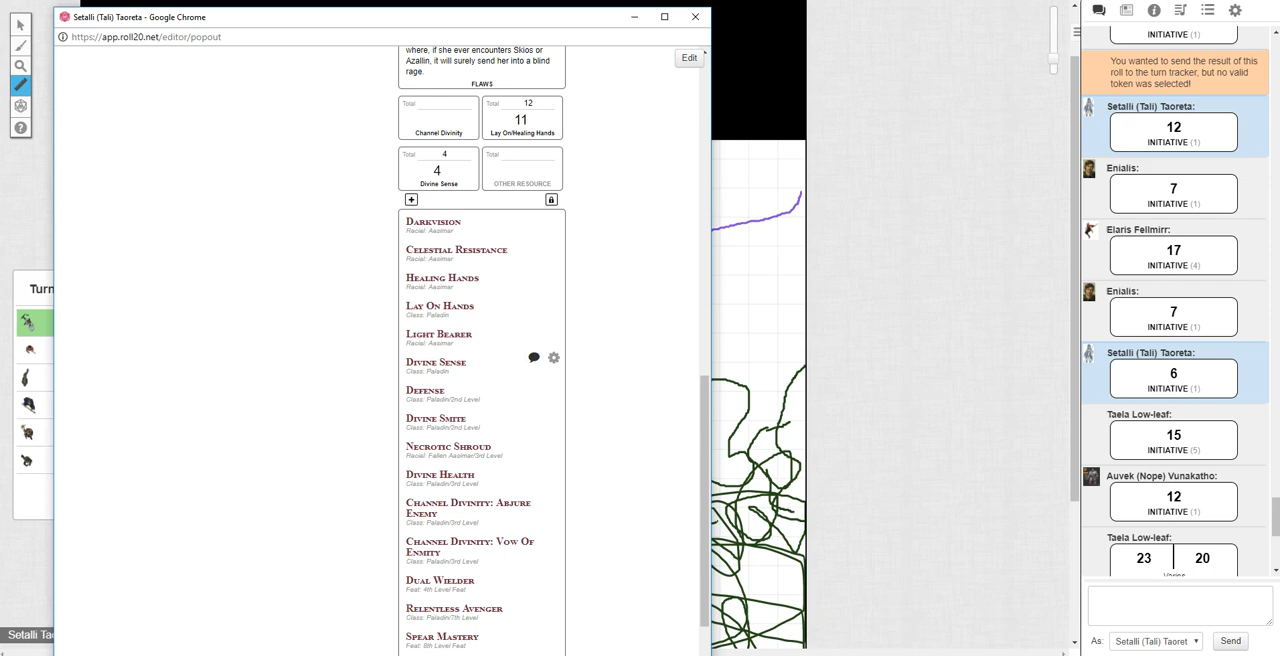 Setalli (Tali) Taoreta - Google Chrome
https://app.roll20.net/editor/popout
Edit
where, if she ever encounters Skios or
Azallin, it will surely send her into a blind
rage.
FLAWS
Total
Channel Divinity
Total 12
11
Lay On/Healing Hands
Total 4
4
Divine Sense
Total
OTHER RESOURCE
DARKVISION
Racial: Aasimar
CELESTIAL RESISTANCE
Racial: Aasimar
HEALING HANDS
Racial: Aasimar
LAY ON HANDS
Class: Paladin
LIGHT BEARER
Racial: Aasimar
DIVINE SENSE
Class: Paladin
DEFENSE
Class: Paladin/2nd Level
DIVINE SMITE
Class: Paladin/2nd Level
NECROTIC SHROUD
Racial: Fallen Aasimar/3rd Level
DIVINE HEALTH
Class: Paladin/3rd Level
CHANNEL DIVINITY: ABJURE
ENEMY
Class: Paladin/3rd Level
CHANNEL DIVINITY: VOW OF
ENMITY
Class: Paladin/3rd Level
DUAL WIELDER
Feat: 4th Level Feat
RELENTLESS AVENGER
Class: Paladin/7th Level
SPEAR MASTERY
Feat: 8th Level Feat
Turn
Setalli Tao
INITIATIVE (1)
You wanted to send the result of this
roll to the turn tracker, but no valid
token was selected!
Setalli (Tali) Taoreta:
12
INITIATIVE (1)
Enialis:
7
INITIATIVE (1)
Elaris Fellmirr:
17
INITIATIVE (4)
Enialis:
7
INITIATIVE (1)
Setalli (Tali) Taoreta:
6
INITIATIVE (1)
Taela Low-leaf:
15
INITIATIVE (5)
Auvek (Nope) Vunakatho:
12
INITIATIVE (1)
Taela Low-leaf:
23 20
As: Setalli (Tali) Taoret Send